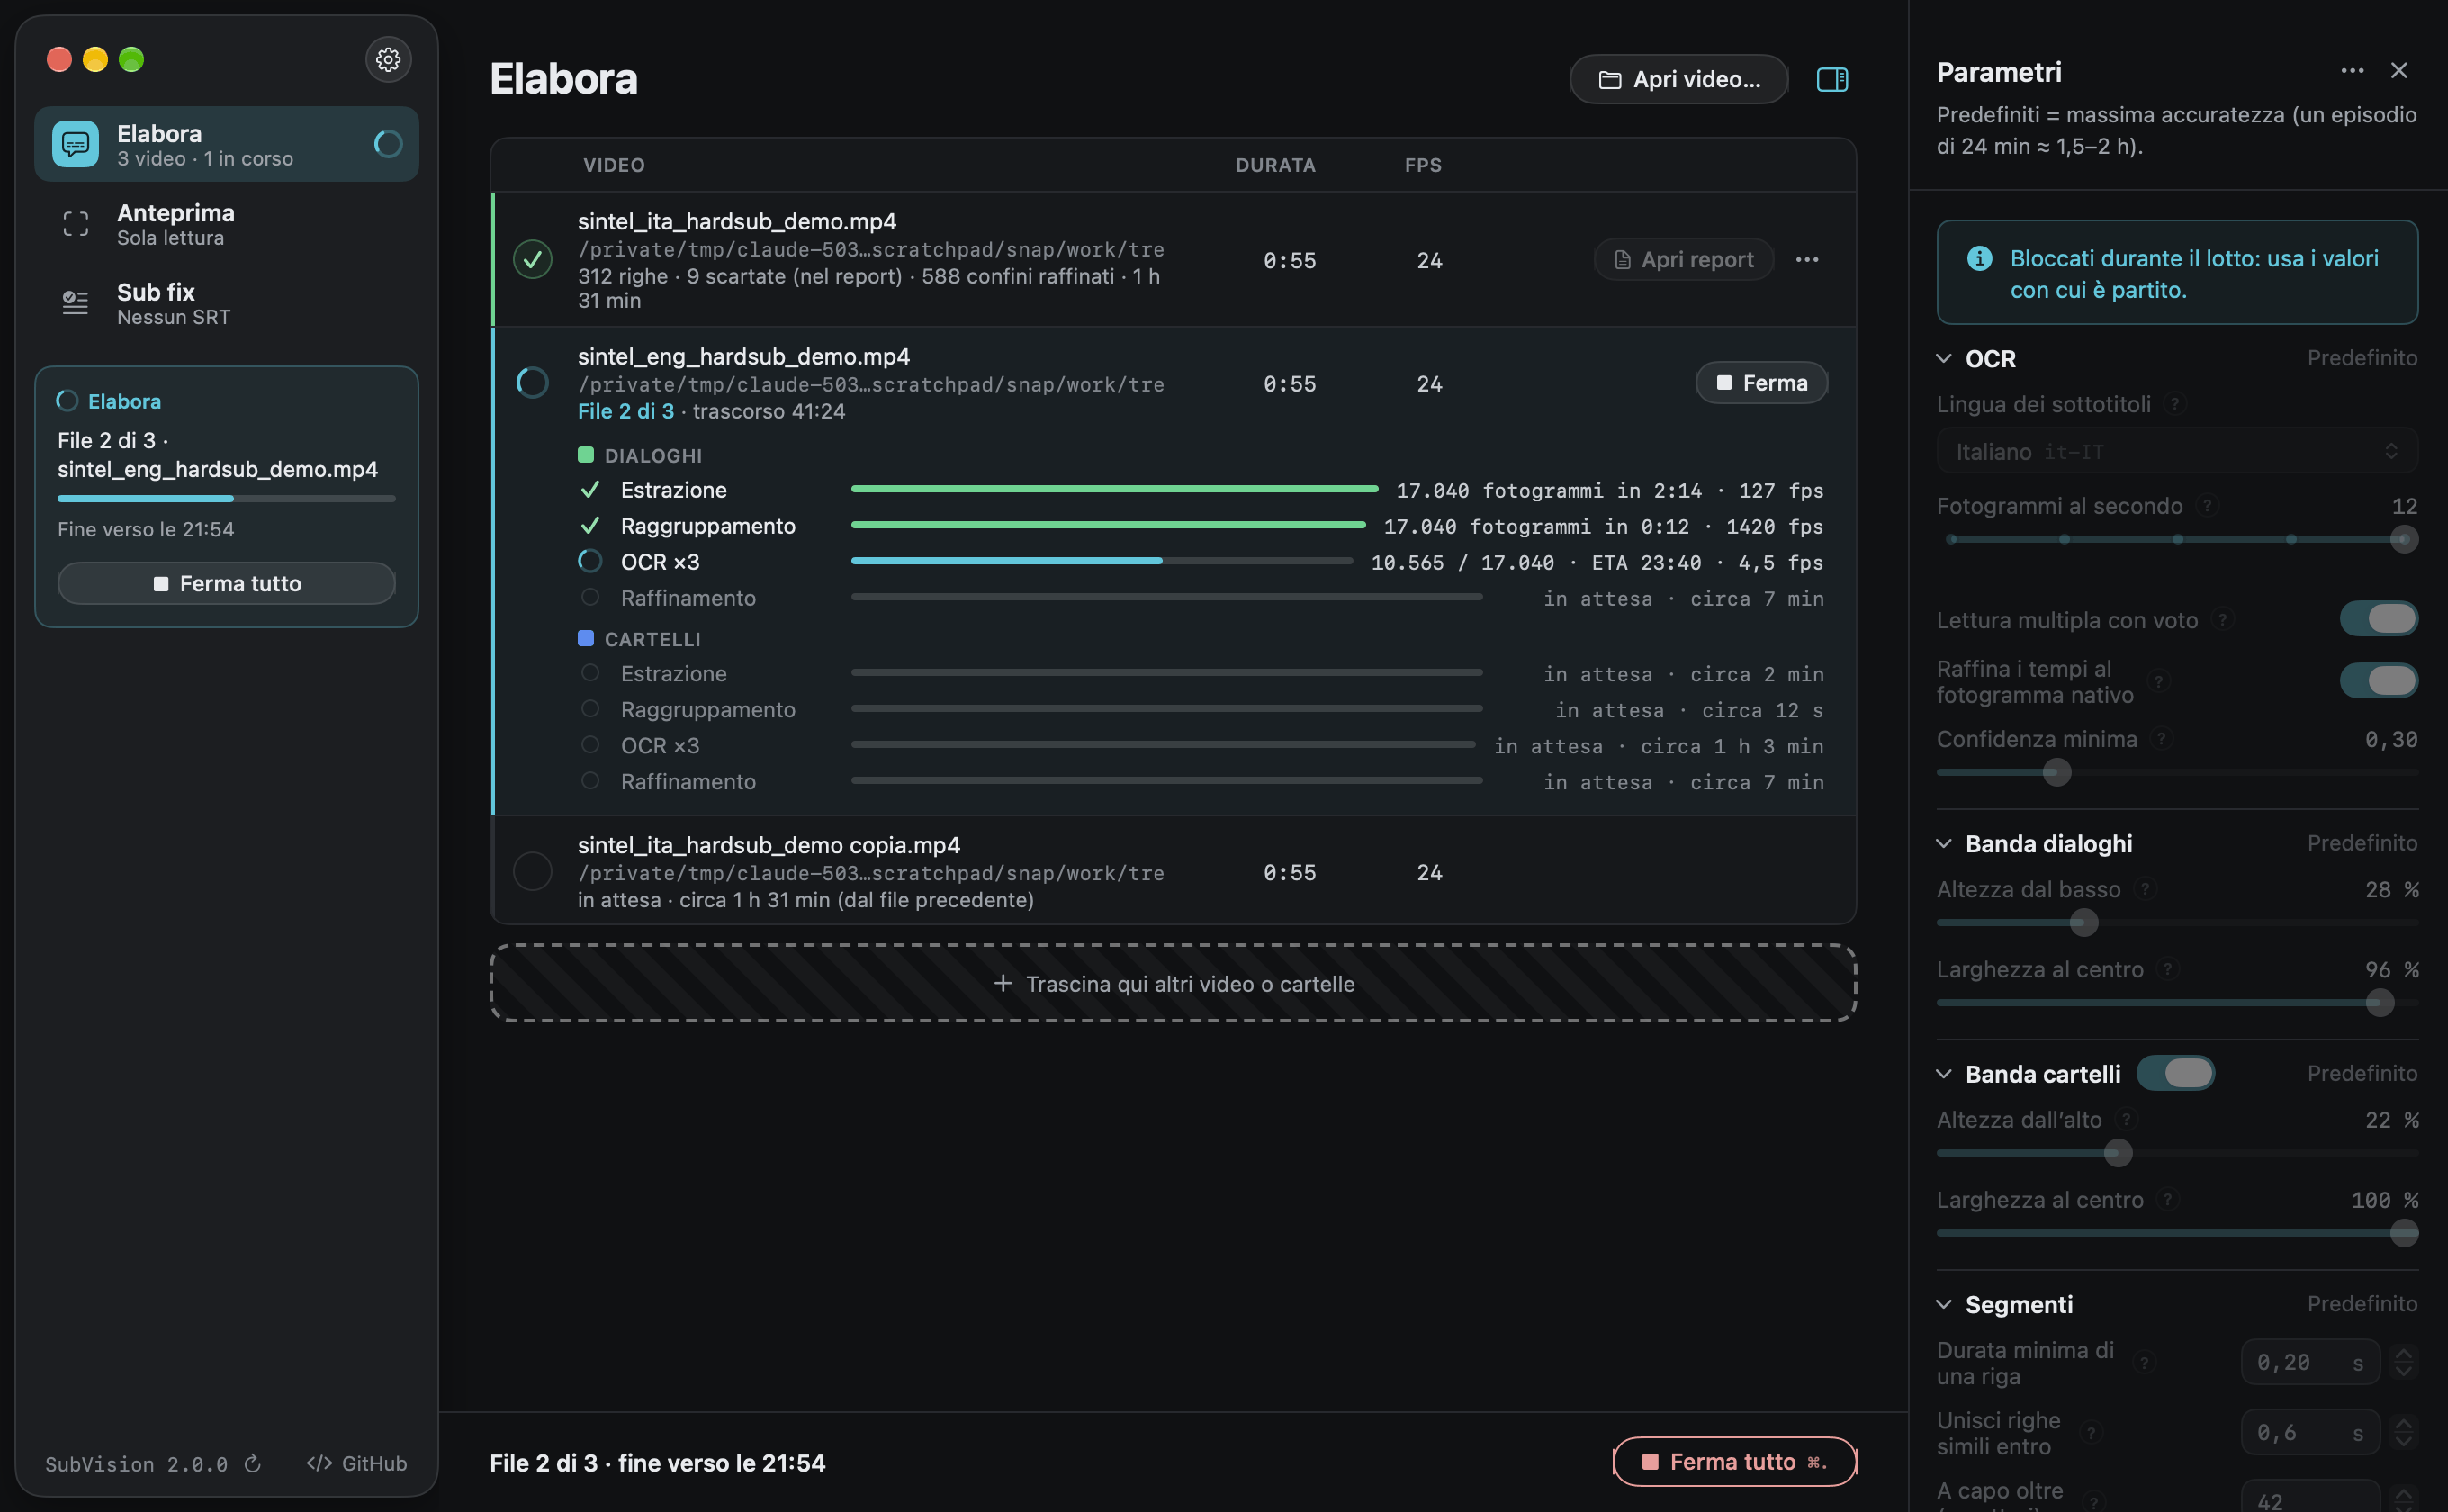 Elabora
3 video · 1 in corso
Anteprima
Sola lettura
Sub fix
Nessun SRT
Elabora
File 2 di 3 ·
sintel_eng_hardsub_demo.mp4
Fine verso le 21:54
Ferma tutto
SubVision 2.0.0
</> GitHub
Elabora
Apri video…
VIDEO DURATA FPS
sintel_ita_hardsub_demo.mp4
/private/tmp/claude-503…scratchpad/snap/work/tre
312 righe · 9 scartate (nel report) · 588 confini raffinati · 1 h
31 min
0:55 24
Apri report
sintel_eng_hardsub_demo.mp4
/private/tmp/claude-503…scratchpad/snap/work/tre
File 2 di 3 · trascorso 41:24
0:55 24
Ferma
DIALOGHI
Estrazione 17.040 fotogrammi in 2:14 · 127 fps
Raggruppamento 17.040 fotogrammi in 0:12 · 1420 fps
OCR ×3 10.565 / 17.040 · ETA 23:40 · 4,5 fps
Raffinamento in attesa · circa 7 min
CARTELLI
Estrazione in attesa · circa 2 min
Raggruppamento in attesa · circa 12 s
OCR ×3 in attesa · circa 1 h 3 min
Raffinamento in attesa · circa 7 min
sintel_ita_hardsub_demo copia.mp4
/private/tmp/claude-503…scratchpad/snap/work/tre
in attesa · circa 1 h 31 min (dal file precedente)
0:55 24
+ Trascina qui altri video o cartelle
File 2 di 3 · fine verso le 21:54
Ferma tutto ⌘.
Parametri
Predefiniti = massima accuratezza (un episodio
di 24 min ≈ 1,5–2 h).
Bloccati durante il lotto: usa i valori
con cui è partito.
OCR Predefinito
Lingua dei sottotitoli ?
Italiano it-IT
Fotogrammi al secondo ? 12
Lettura multipla con voto ?
Raffina i tempi al
fotogramma nativo ?
Confidenza minima ? 0,30
Banda dialoghi Predefinito
Altezza dal basso ? 28 %
Larghezza al centro ? 96 %
Banda cartelli Predefinito
Altezza dall’alto ? 22 %
Larghezza al centro ? 100 %
Segmenti Predefinito
Durata minima di
una riga ? 0,20 s
Unisci righe
simili entro ? 0,6 s
A capo oltre ? 42